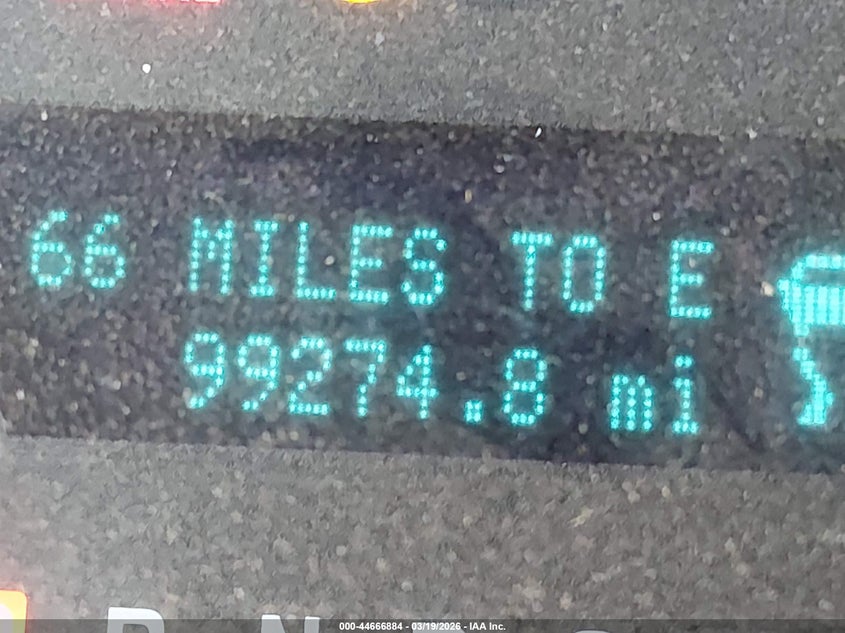 66 MILES TO E
99274.8 mi
R N
000-44666884 - 03/19/2026 - IAA Inc.